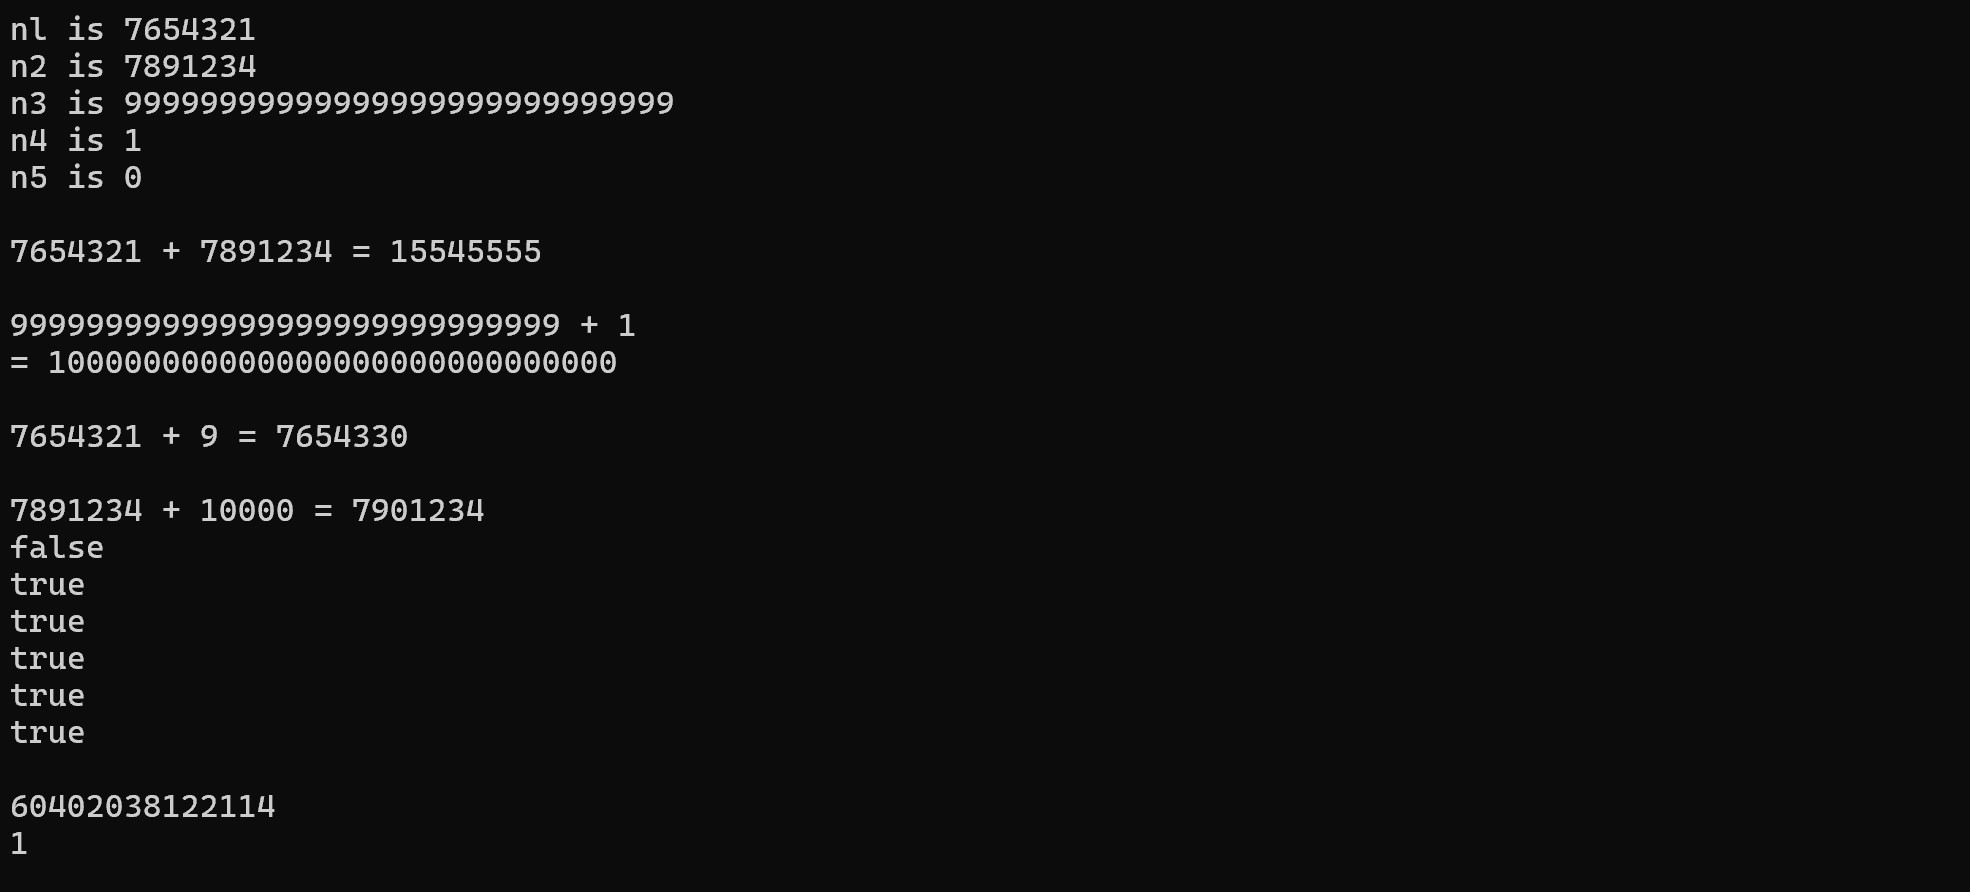 nl is 7654321
n2 is 7891234
n3 is 99999999999999999999999999999
n4 is 1
n5 is 0
7654321 + 7891234 = 15545555
99999999999999999999999999999 + 1
= 100000000000000000000000000000
7654321 + 9 = 7654330
7891234 + 10000 = 7901234
false
true
true
true
true
true
60402038122114
1